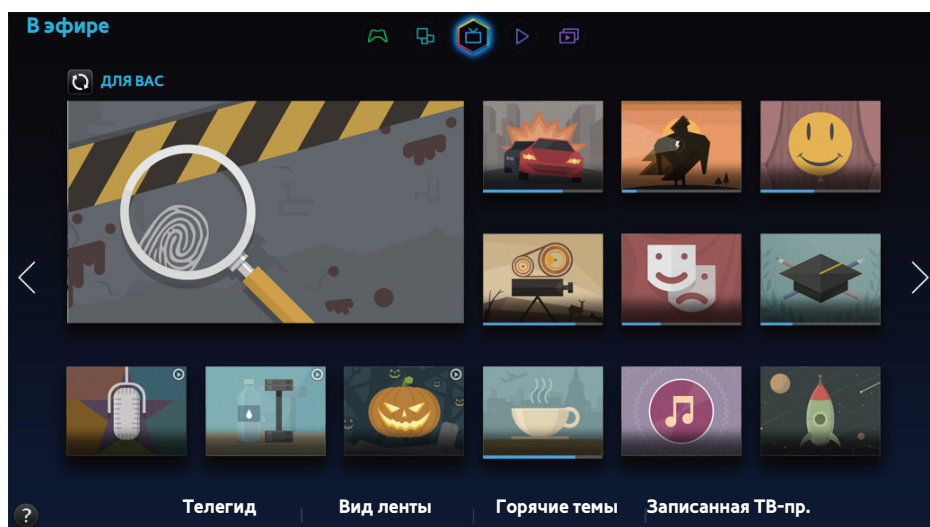 В эфире
ДЛЯ ВАС
Телегид
Вид ленты
Горячие темы
Записанная ТВ-пр.
?